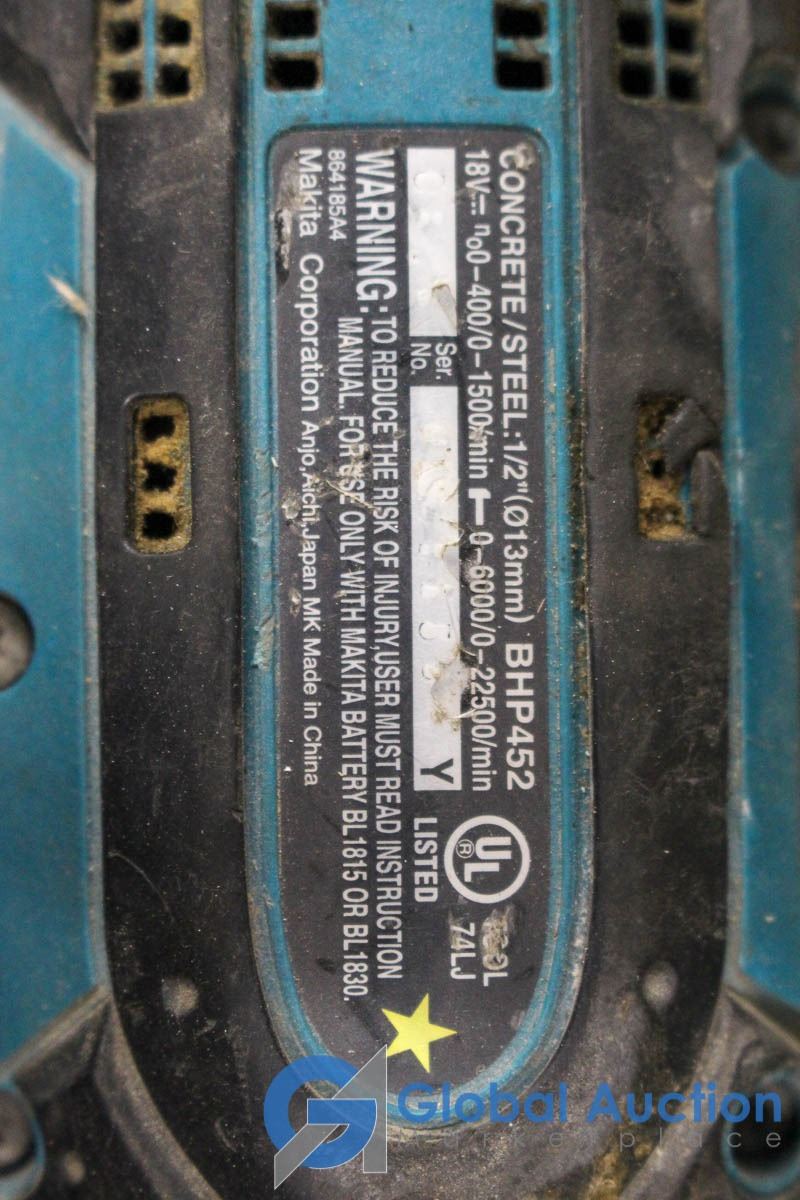 CONCRETE/STEEL:1/2"(Ø13mm) BHP452
18V⎓ n₀0-400/0-1500/min 0-6000/0-22500/min
Ser.
No.
Y
UL
®
LISTED
74LJ
WARNING: TO REDUCE THE RISK OF INJURY,USER MUST READ INSTRUCTION
MANUAL. FOR USE ONLY WITH MAKITA BATTERY BL1815 OR BL1830.
864185A4
Makita Corporation Anjo,Aichi,Japan MK Made in China
GA Global Auction
Marketplace